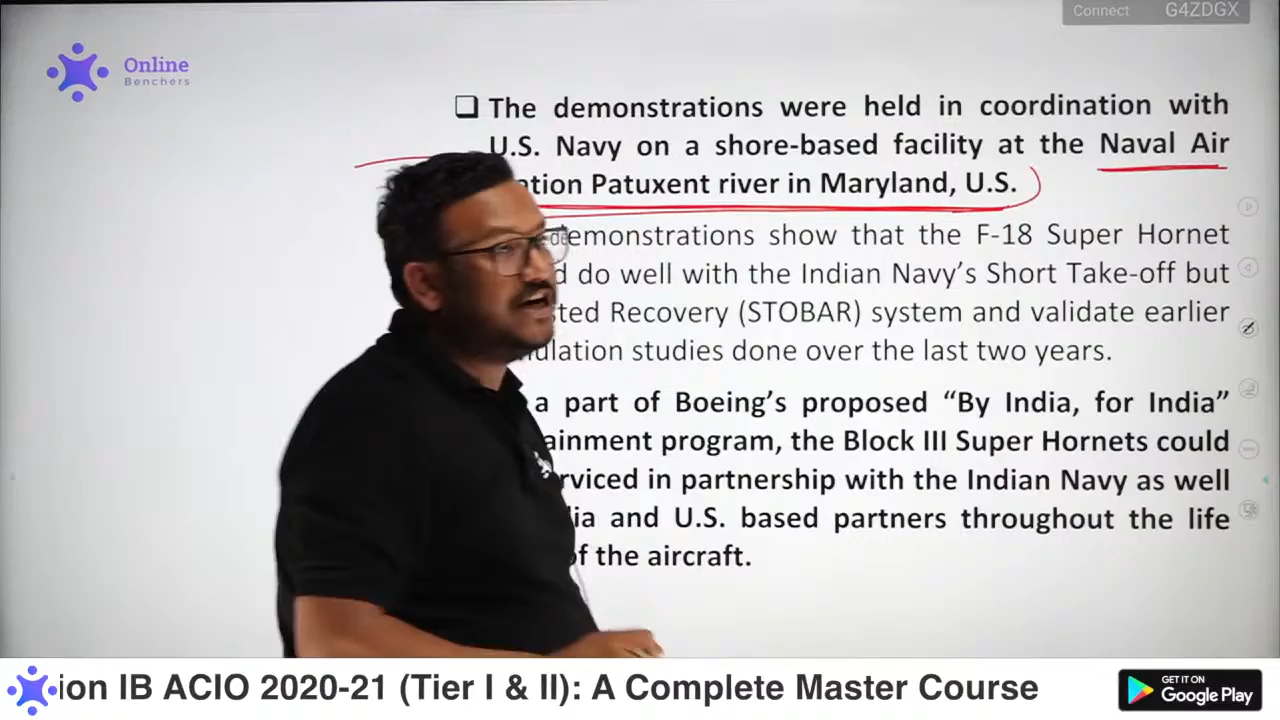 Connect G4ZDGX
Online
Benchers
The demonstrations were held in coordination with
U.S. Navy on a shore-based facility at the Naval Air
ation Patuxent river in Maryland, U.S.
demonstrations show that the F-18 Super Hornet
d do well with the Indian Navy’s Short Take-off but
sted Recovery (STOBAR) system and validate earlier
ulation studies done over the last two years.
a part of Boeing’s proposed “By India, for India”
ainment program, the Block III Super Hornets could
rviced in partnership with the Indian Navy as well
ia and U.S. based partners throughout the life
of the aircraft.
ion IB ACIO 2020-21 (Tier I & II): A Complete Master Course
GET IT ON
Google Play